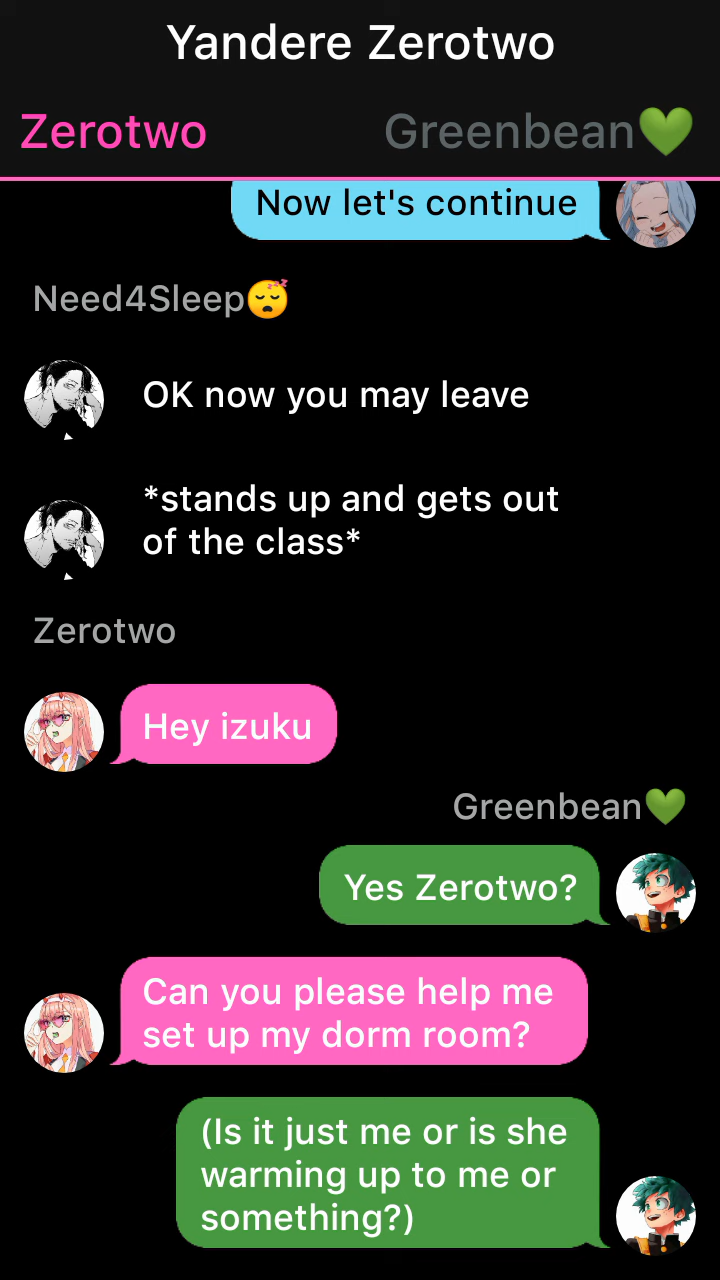 Yandere Zerotwo
Zerotwo Greenbean💚
Now let's continue
Need4Sleep😴
OK now you may leave
*stands up and gets out
of the class*
Zerotwo
Hey izuku
Greenbean💚
Yes Zerotwo?
Can you please help me
set up my dorm room?
(Is it just me or is she
warming up to me or
something?)